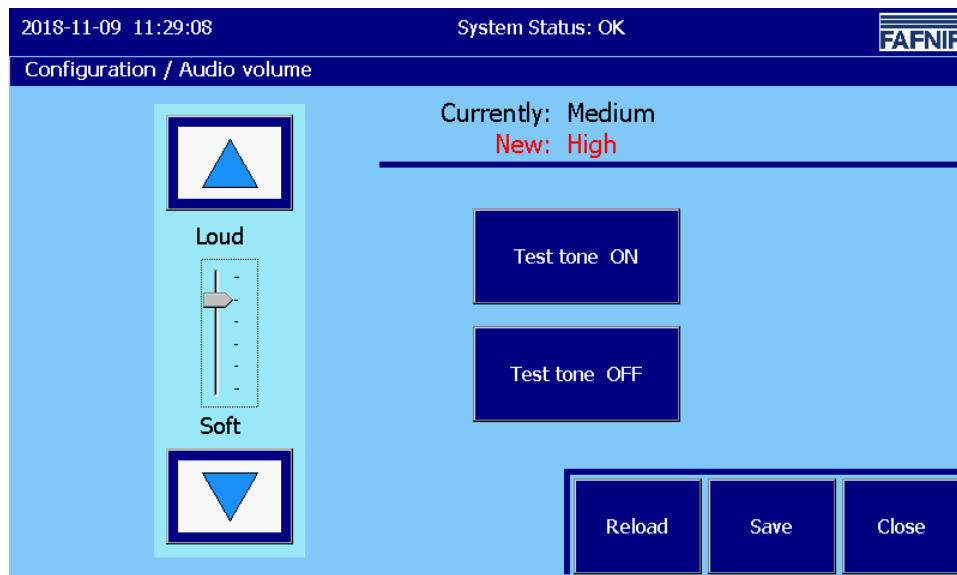 2018-11-09 11:29:08 System Status: OK FAFNIR
Configuration / Audio volume
Currently: Medium
New: High
Loud
Test tone ON
Test tone OFF
Soft
Reload Save Close